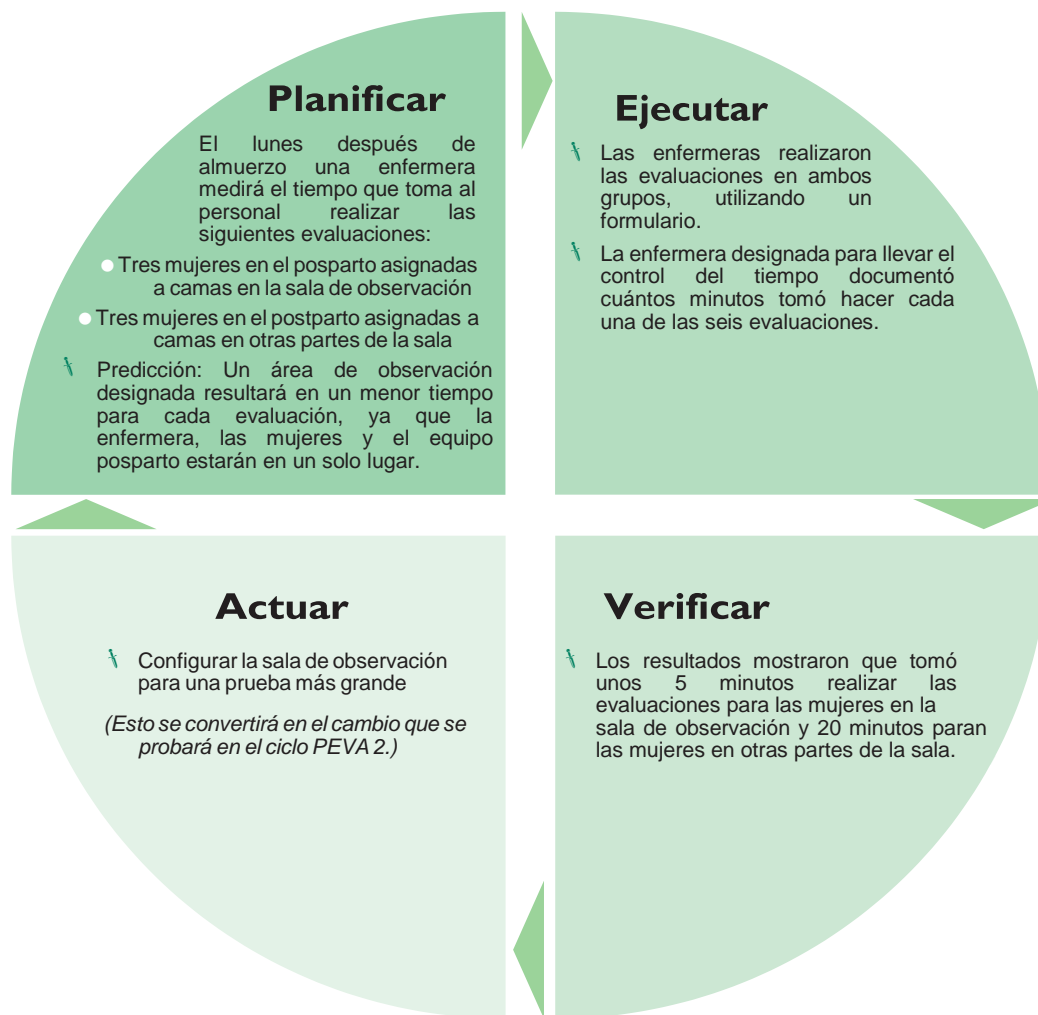 Planificar
El lunes después de
almuerzo una enfermera
medirá el tiempo que toma al
personal realizar las
siguientes evaluaciones:
● Tres mujeres en el posparto asignadas
a camas en la sala de observación
● Tres mujeres en el postparto asignadas a
camas en otras partes de la sala
Predicción: Un área de observación
designada resultará en un menor tiempo
para cada evaluación, ya que la
enfermera, las mujeres y el equipo
posparto estarán en un solo lugar.
Ejecutar
Las enfermeras realizaron
las evaluaciones en ambos
grupos, utilizando un
formulario.
La enfermera designada para llevar el
control del tiempo documentó
cuántos minutos tomó hacer cada
una de las seis evaluaciones.
Actuar
Configurar la sala de observación
para una prueba más grande
(Esto se convertirá en el cambio que se
probará en el ciclo PEVA 2.)
Verificar
Los resultados mostraron que tomó
unos 5 minutos realizar las
evaluaciones para las mujeres en la
sala de observación y 20 minutos paran
las mujeres en otras partes de la sala.